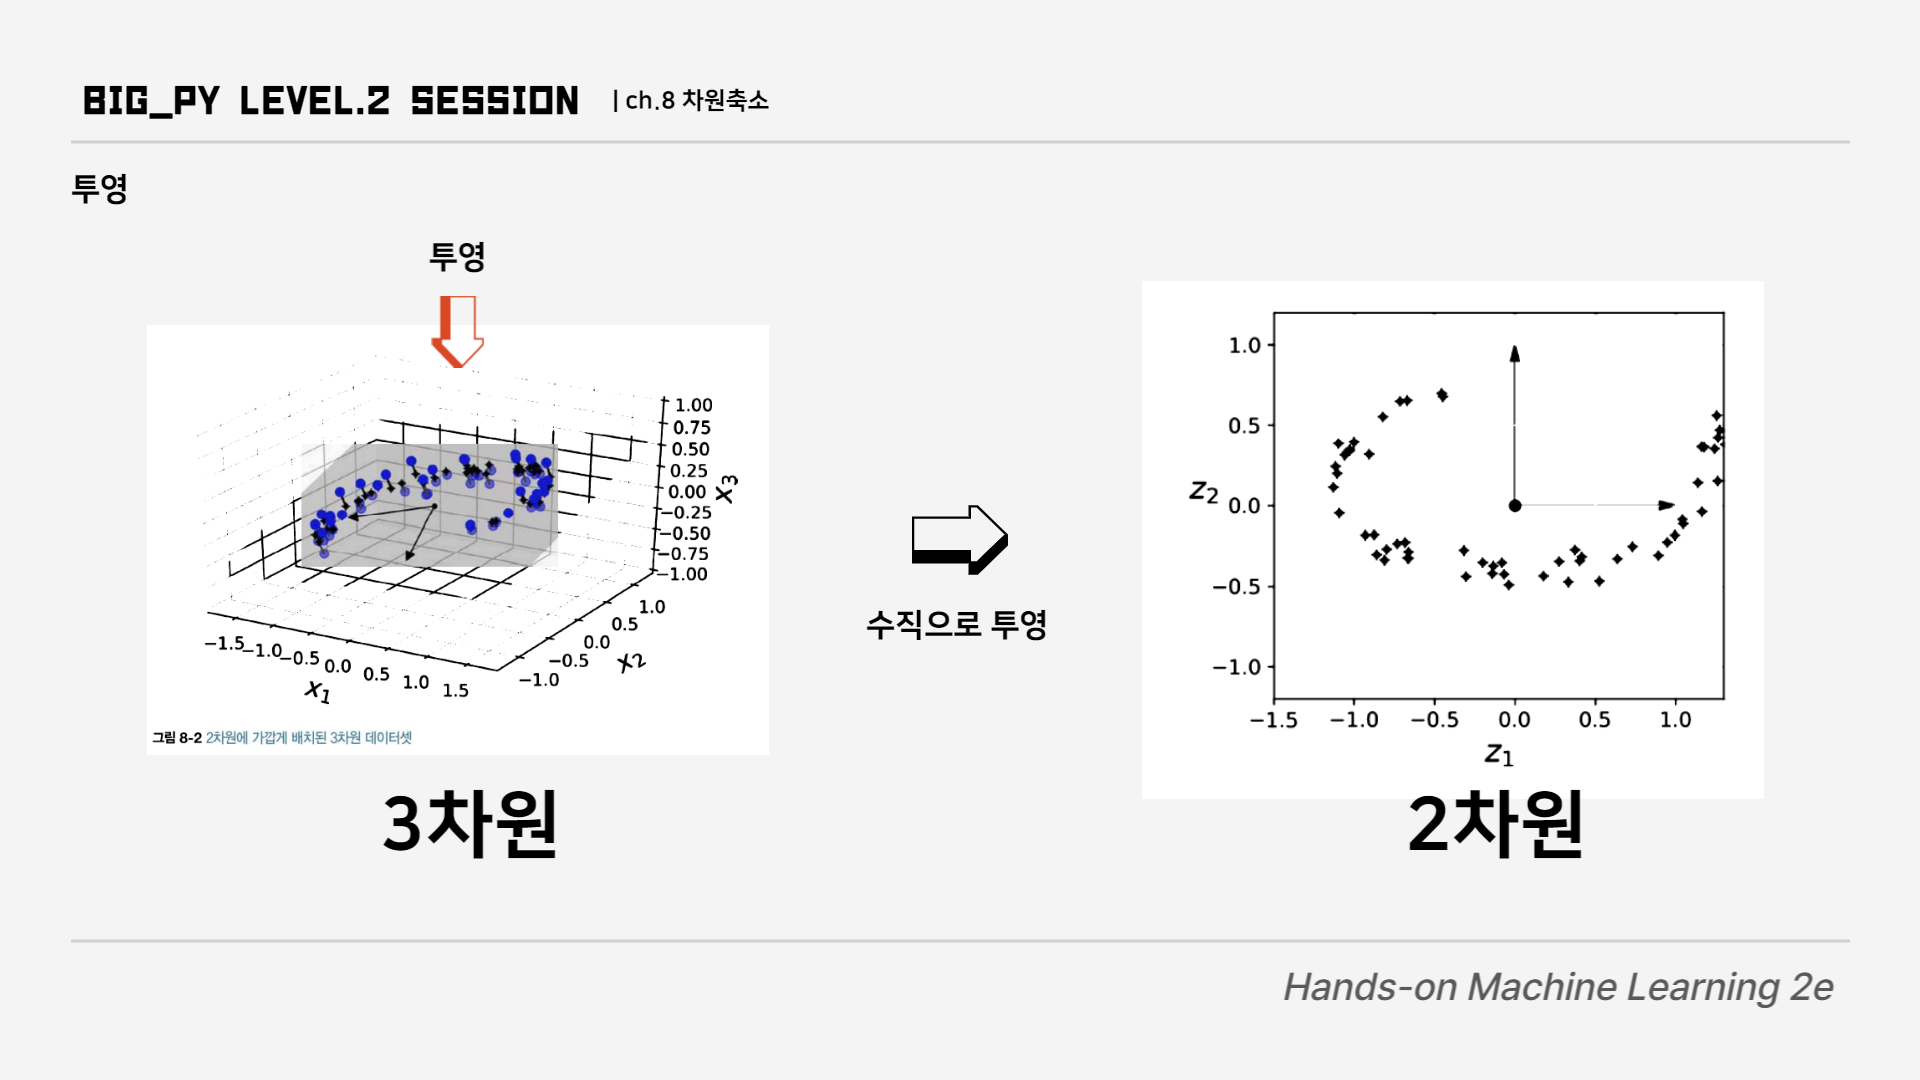 BIG_PY LEVEL.2 SESSION | ch.8 차원축소
투영
투영
1.00
0.75
0.50
0.25
0.00
−0.25
−0.50
−0.75
−1.00
x3
−1.5 −1.0 −0.5 0.0 0.5 1.0 1.5
x1
−1.0 −0.5 0.0 0.5 1.0
x2
그림 8-2 2차원에 가깝게 배치된 3차원 데이터셋
3차원
수직으로 투영
1.0
0.5
z2 0.0
−0.5
−1.0
−1.5 −1.0 −0.5 0.0 0.5 1.0
z1
2차원
Hands-on Machine Learning 2e